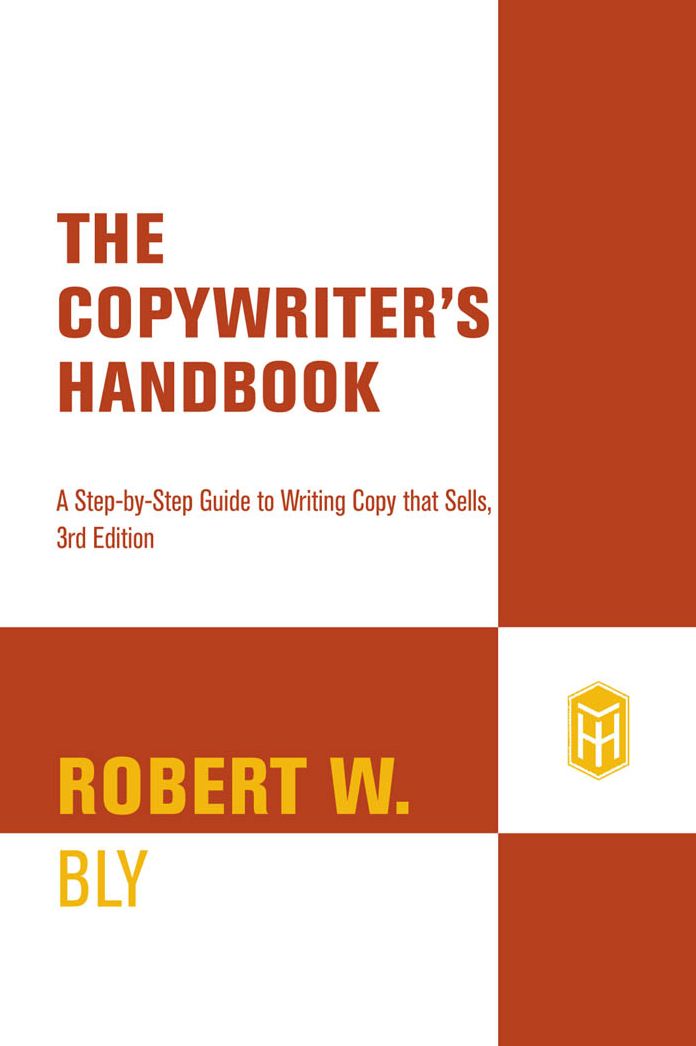 THE
COPYWRITER’S
HANDBOOK
A Step-by-Step Guide to Writing Copy that Sells,
3rd Edition
ROBERT W.
BLY